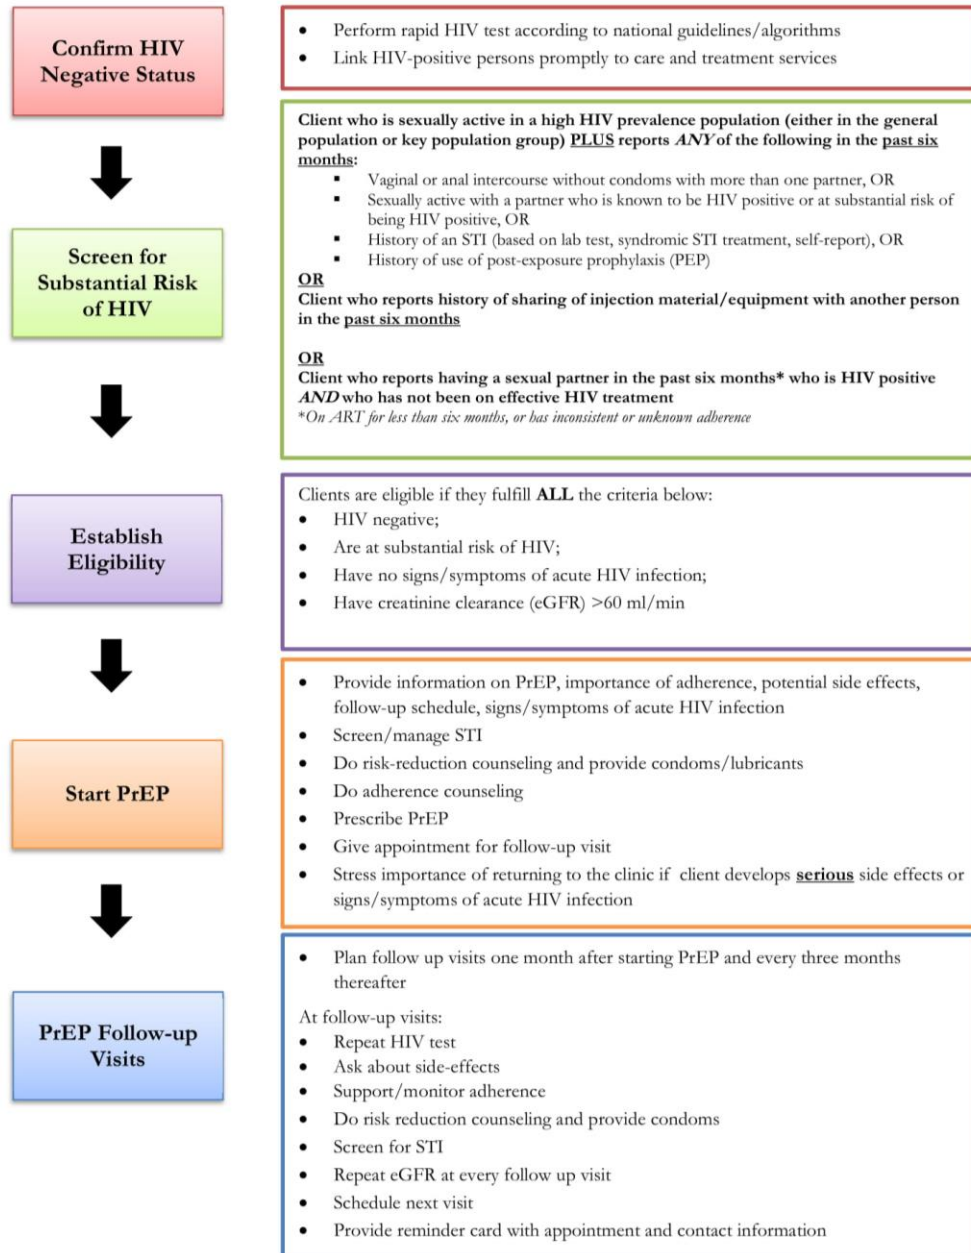 Confirm HIV
Negative Status
• Perform rapid HIV test according to national guidelines/algorithms
• Link HIV-positive persons promptly to care and treatment services
Screen for
Substantial Risk
of HIV
Client who is sexually active in a high HIV prevalence population (either in the general
population or key population group) PLUS reports ANY of the following in the past six
months:
▪ Vaginal or anal intercourse without condoms with more than one partner, OR
▪ Sexually active with a partner who is known to be HIV positive or at substantial risk of
being HIV positive, OR
▪ History of an STI (based on lab test, syndromic STI treatment, self-report), OR
▪ History of use of post-exposure prophylaxis (PEP)
OR
Client who reports history of sharing of injection material/equipment with another person
in the past six months
OR
Client who reports having a sexual partner in the past six months* who is HIV positive
AND who has not been on effective HIV treatment
*On ART for less than six months, or has inconsistent or unknown adherence
Establish
Eligibility
Clients are eligible if they fulfill ALL the criteria below:
• HIV negative;
• Are at substantial risk of HIV;
• Have no signs/symptoms of acute HIV infection;
• Have creatinine clearance (eGFR) >60 ml/min
Start PrEP
• Provide information on PrEP, importance of adherence, potential side effects,
follow-up schedule, signs/symptoms of acute HIV infection
• Screen/manage STI
• Do risk-reduction counseling and provide condoms/lubricants
• Do adherence counseling
• Prescribe PrEP
• Give appointment for follow-up visit
• Stress importance of returning to the clinic if client develops serious side effects or
signs/symptoms of acute HIV infection
PrEP Follow-up
Visits
• Plan follow up visits one month after starting PrEP and every three months
thereafter
At follow-up visits:
• Repeat HIV test
• Ask about side-effects
• Support/monitor adherence
• Do risk reduction counseling and provide condoms
• Screen for STI
• Repeat eGFR at every follow up visit
• Schedule next visit
• Provide reminder card with appointment and contact information